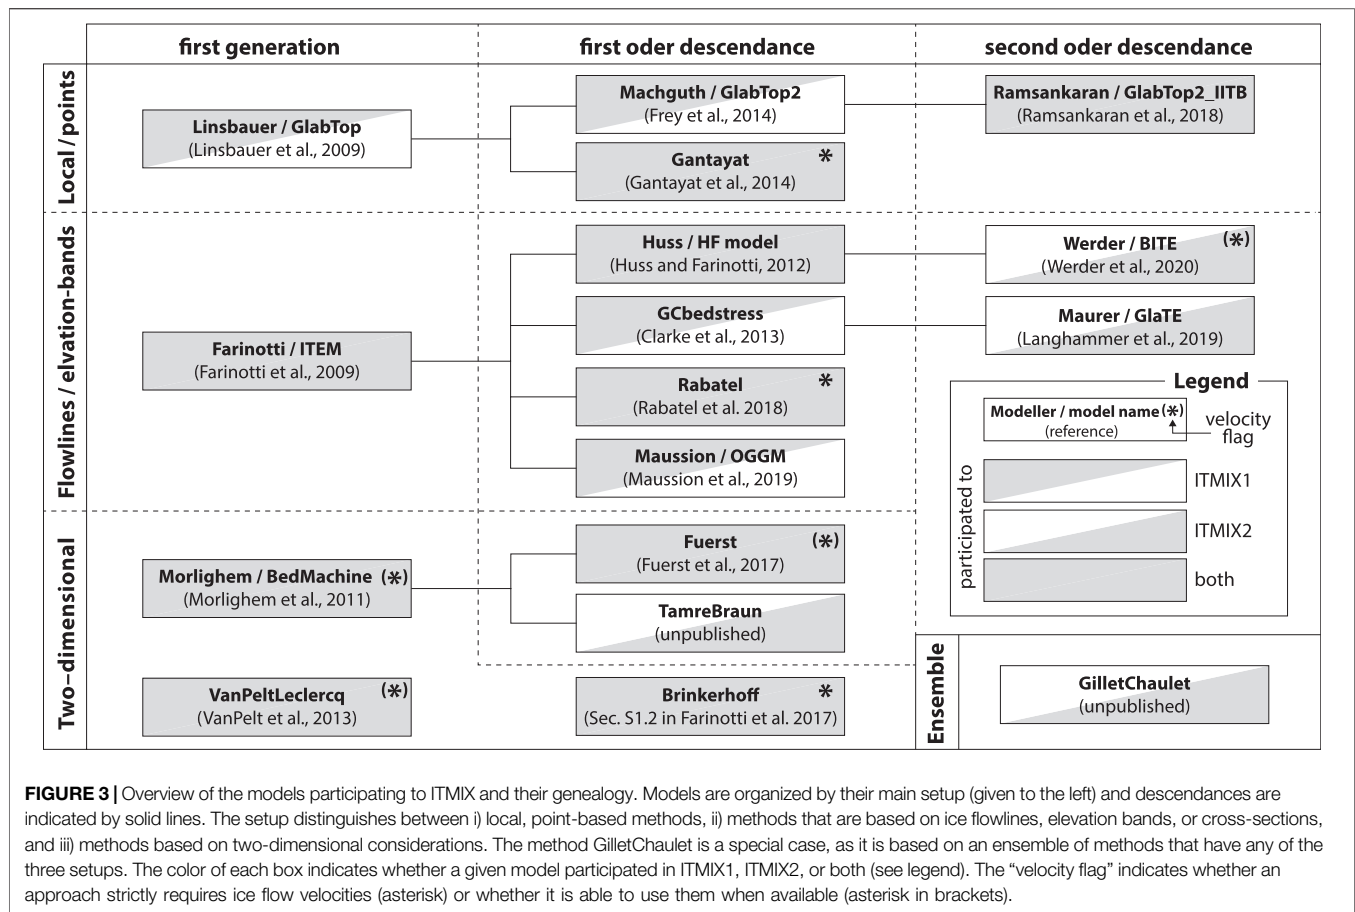 first generation
first oder descendance
second oder descendance
Local / points
Linsbauer / GlabTop
(Linsbauer et al., 2009)
Machguth / GlabTop2
(Frey et al., 2014)
Ramsankaran / GlabTop2_IITB
(Ramsankaran et al., 2018)
Gantayat *
(Gantayat et al., 2014)
Flowlines / elvation-bands
Farinotti / ITEM
(Farinotti et al., 2009)
Huss / HF model
(Huss and Farinotti, 2012)
Werder / BITE (*)
(Werder et al., 2020)
GCbedstress
(Clarke et al., 2013)
Maurer / GlaTE
(Langhammer et al., 2019)
Rabatel *
(Rabatel et al. 2018)
Maussion / OGGM
(Maussion et al., 2019)
Legend
Modeller / model name (*)
(reference)
velocity
flag
participated to
ITMIX1
ITMIX2
both
Two–dimensional
Morlighem / BedMachine (*)
(Morlighem et al., 2011)
Fuerst (*)
(Fuerst et al., 2017)
TamreBraun
(unpublished)
VanPeltLeclercq (*)
(VanPelt et al., 2013)
Brinkerhoff *
(Sec. S1.2 in Farinotti et al. 2017)
Ensemble
GilletChaulet
(unpublished)
FIGURE 3 | Overview of the models participating to ITMIX and their genealogy. Models are organized by their main setup (given to the left) and descendances are
indicated by solid lines. The setup distinguishes between i) local, point-based methods, ii) methods that are based on ice flowlines, elevation bands, or cross-sections,
and iii) methods based on two-dimensional considerations. The method GilletChaulet is a special case, as it is based on an ensemble of methods that have any of the
three setups. The color of each box indicates whether a given model participated in ITMIX1, ITMIX2, or both (see legend). The “velocity flag” indicates whether an
approach strictly requires ice flow velocities (asterisk) or whether it is able to use them when available (asterisk in brackets).